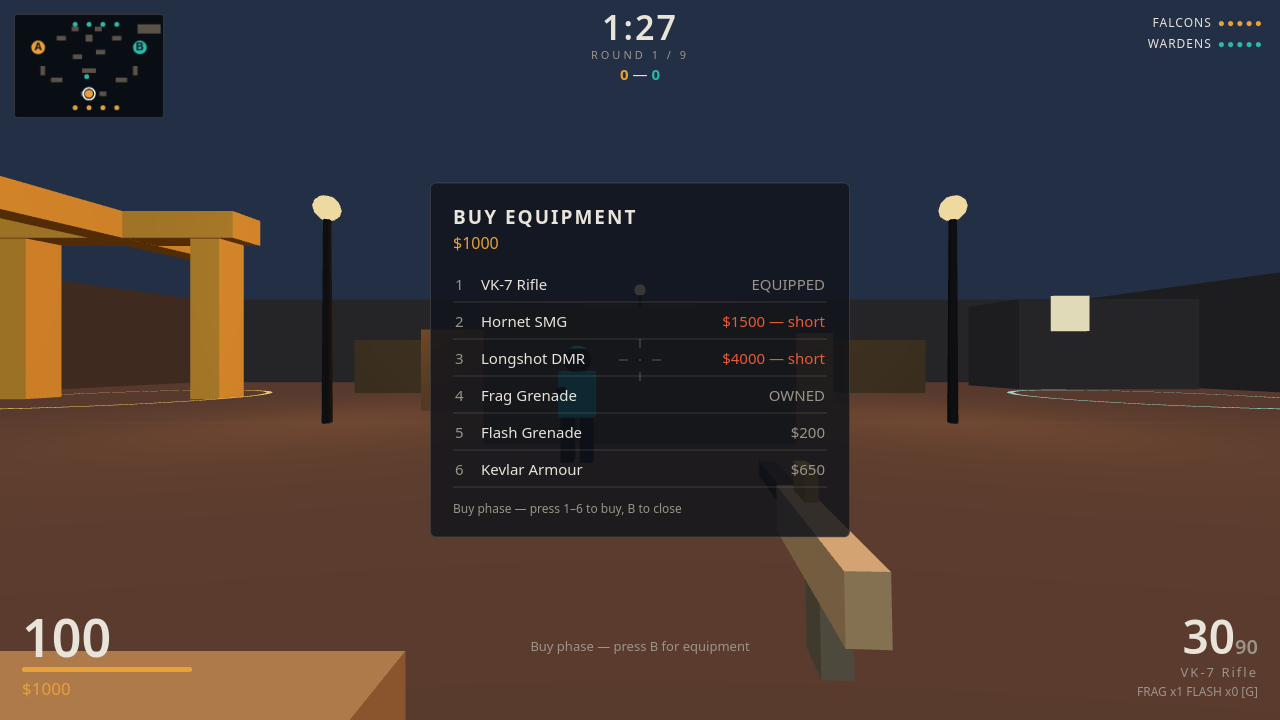 A
B
1:27
ROUND 1 / 9
0 — 0
FALCONS
WARDENS
BUY EQUIPMENT
$1000
1 VK-7 Rifle EQUIPPED
2 Hornet SMG $1500 — short
3 Longshot DMR $4000 — short
4 Frag Grenade OWNED
5 Flash Grenade $200
6 Kevlar Armour $650
Buy phase — press 1–6 to buy, B to close
Buy phase — press B for equipment
100
$1000
30 90
VK-7 Rifle
FRAG x1 FLASH x0 [G]